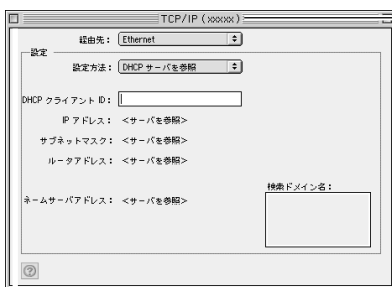 TCP/IP (xxxxx)
経由先： Ethernet
設定
設定方法： DHCP サーバを参照
DHCP クライアント ID：
IP アドレス： <サーバを参照>
サブネットマスク： <サーバを参照>
ルータアドレス： <サーバを参照>
検索ドメイン名：
ネームサーバアドレス： <サーバを参照>
?